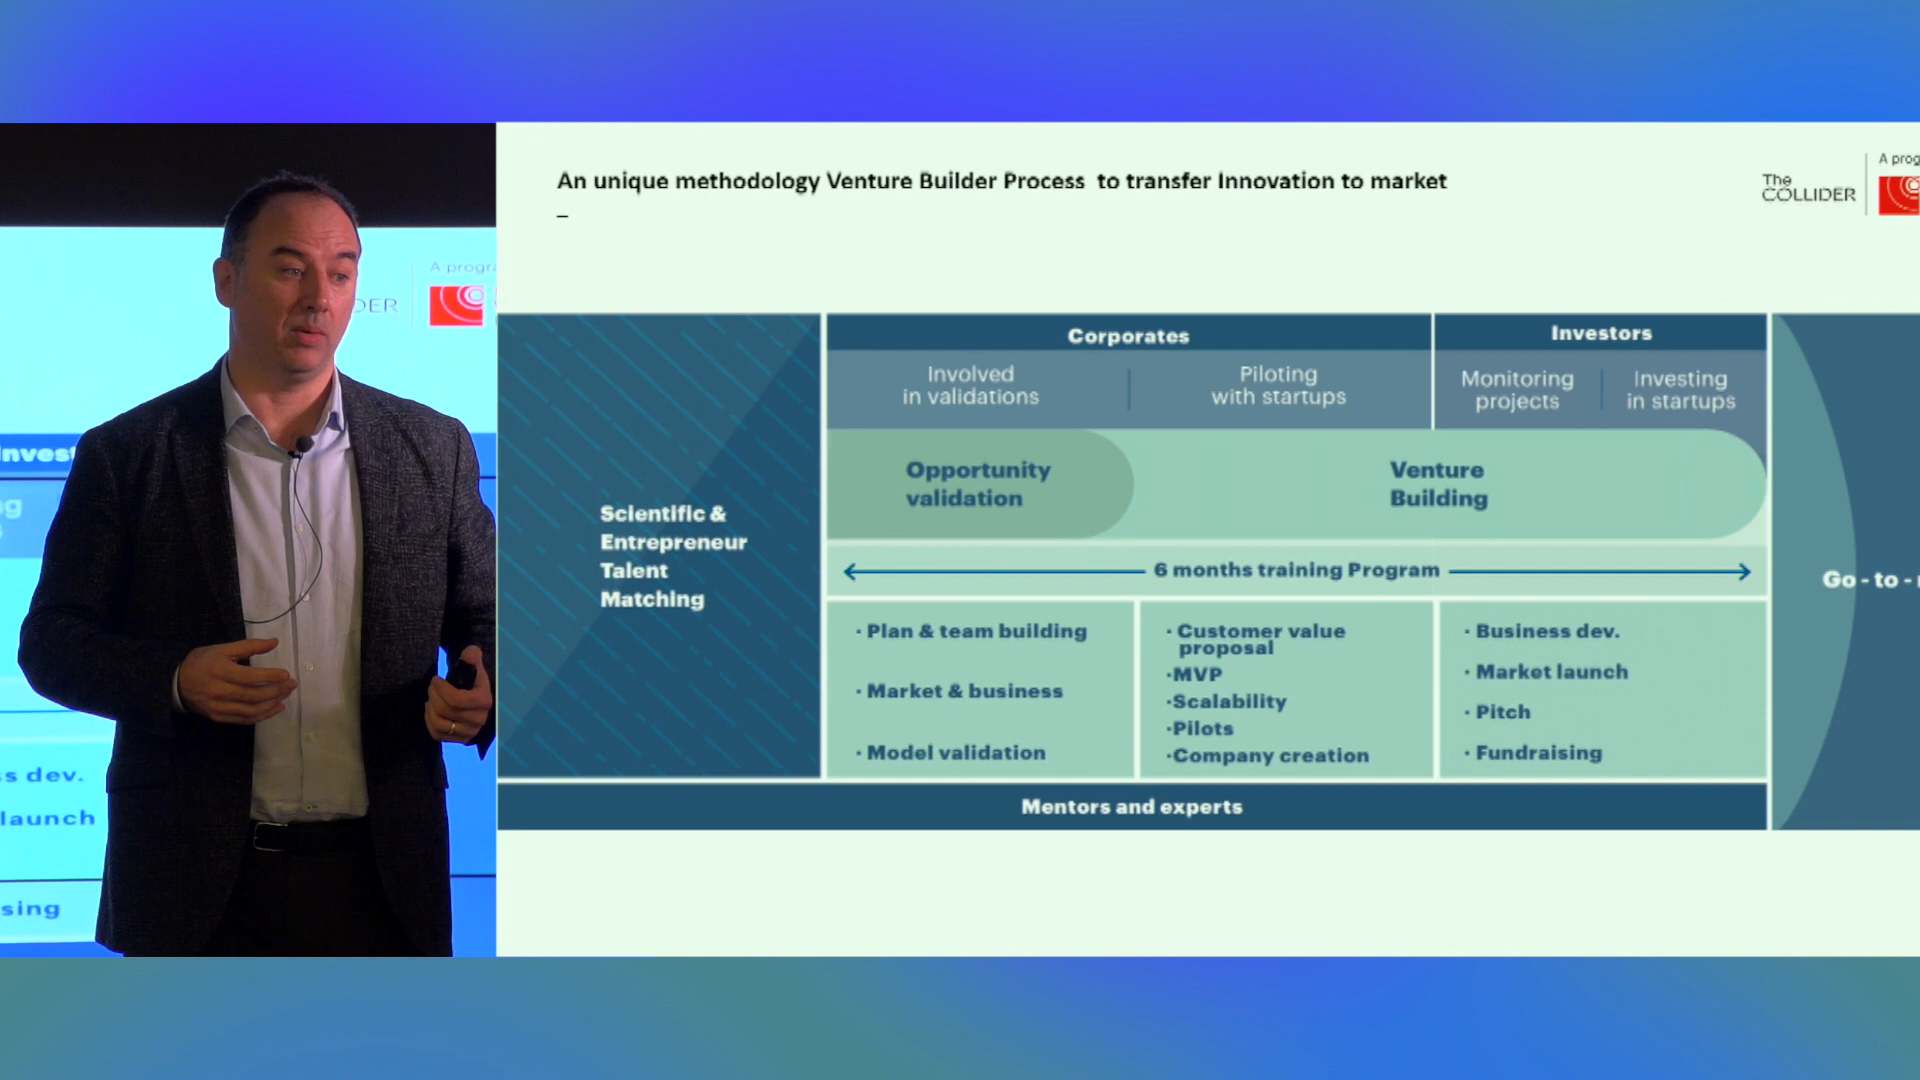 An unique methodology Venture Builder Process to transfer Innovation to market
–
The
COLLIDER
A prog
Corporates
Investors
Involved
in validations
Piloting
with startups
Monitoring
projects
Investing
in startups
Opportunity
validation
Venture
Building
Scientific &
Entrepreneur
Talent
Matching
6 months training Program
Go - to -
· Plan & team building
· Market & business
· Model validation
· Customer value
proposal
·MVP
·Scalability
·Pilots
·Company creation
· Business dev.
· Market launch
· Pitch
· Fundraising
Mentors and experts
A progra
DER
Invest
s dev.
launch
sing